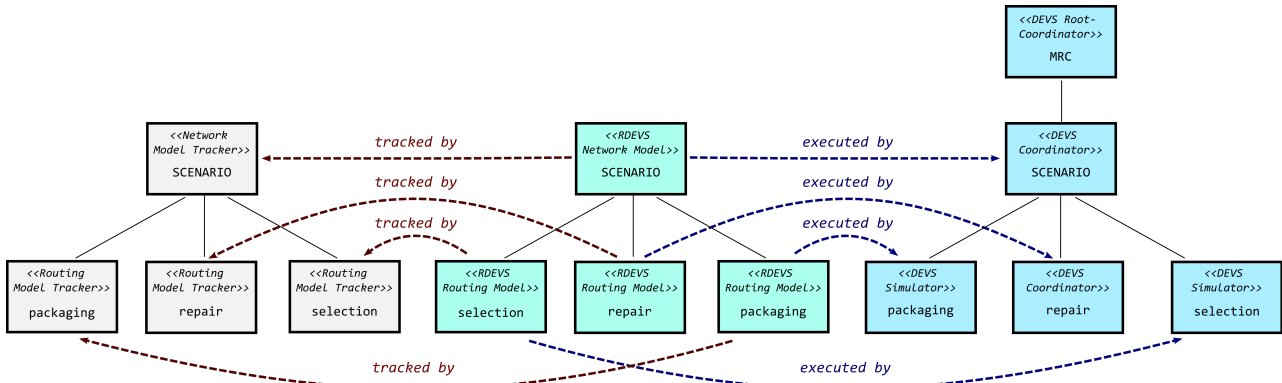 <<DEVS Root-
Coordinator>>
MRC
<<Network
Model Tracker>>
SCENARIO
tracked by
<<RDEVS
Network Model>>
SCENARIO
executed by
<<DEVS
Coordinator>>
SCENARIO
tracked by
executed by
tracked by
executed by
<<Routing
Model Tracker>>
packaging
<<Routing
Model Tracker>>
repair
<<Routing
Model Tracker>>
selection
<<RDEVS
Routing Model>>
selection
<<RDEVS
Routing Model>>
repair
<<RDEVS
Routing Model>>
packaging
<<DEVS
Simulator>>
packaging
<<DEVS
Coordinator>>
repair
<<DEVS
Simulator>>
selection
tracked by
executed by